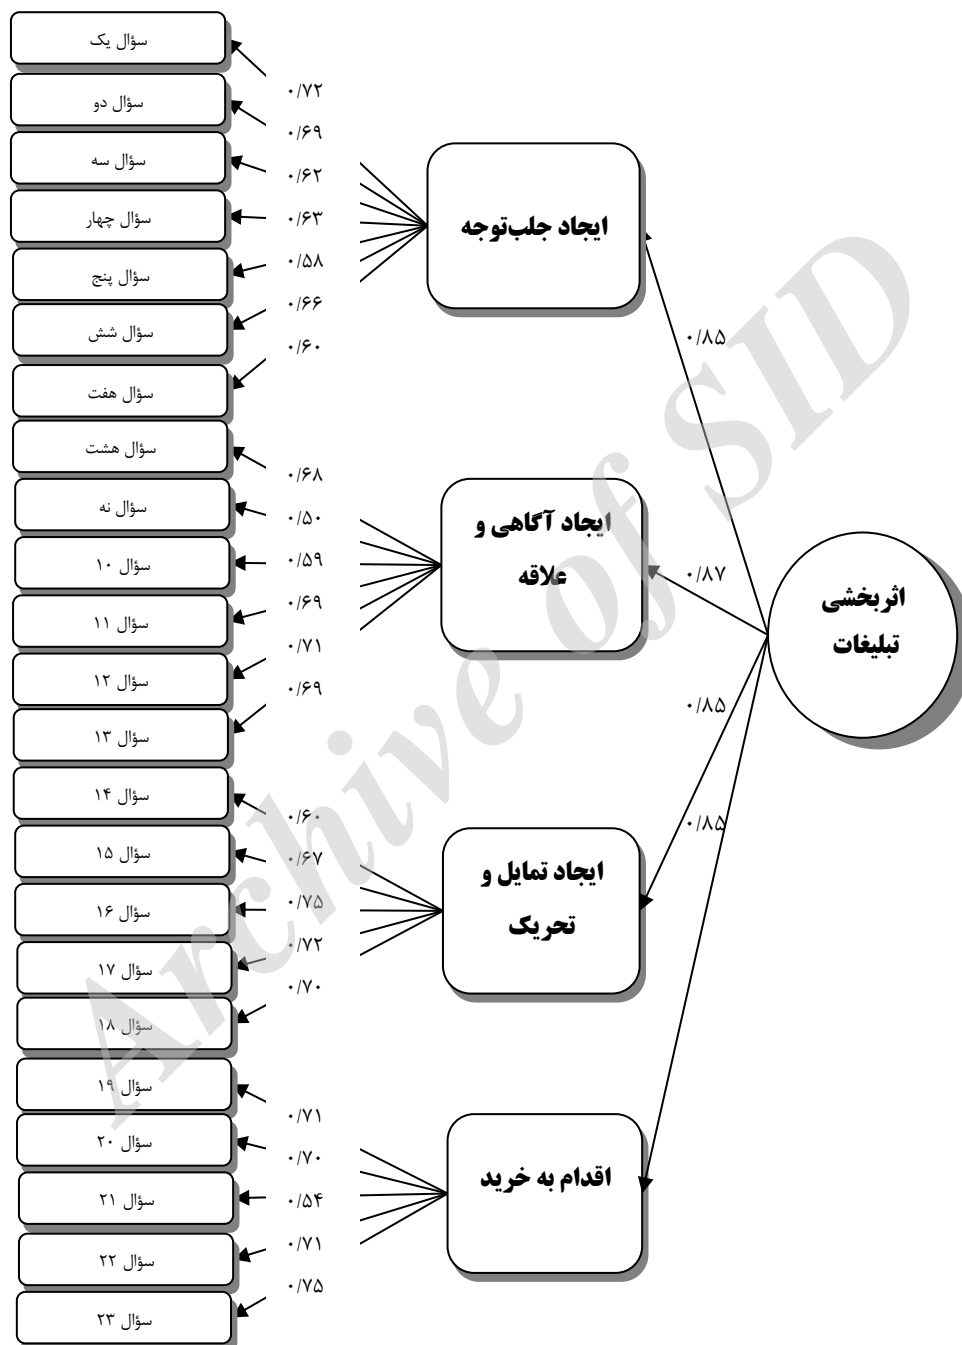 سؤال یک
سؤال دو
سؤال سه
سؤال چهار
سؤال پنج
سؤال شش
سؤال هفت
سؤال هشت
سؤال نه
سؤال ۱۰
سؤال ۱۱
سؤال ۱۲
سؤال ۱۳
سؤال ۱۴
سؤال ۱۵
سؤال ۱۶
سؤال ۱۷
سؤال ۱۸
سؤال ۱۹
سؤال ۲۰
سؤال ۲۱
سؤال ۲۲
سؤال ۲۳
۰/۷۲
۰/۶۹
۰/۶۲
۰/۶۳
۰/۵۸
۰/۶۶
۰/۶۰
۰/۶۸
۰/۵۰
۰/۵۹
۰/۶۹
۰/۷۱
۰/۶۹
۰/۶۰
۰/۶۷
۰/۷۵
۰/۷۲
۰/۷۰
۰/۷۱
۰/۷۰
۰/۵۴
۰/۷۱
۰/۷۵
ایجاد جلب‌توجه
ایجاد آگاهی و
علاقه
ایجاد تمایل و
تحریک
اقدام به خرید
۰/۸۵
۰/۸۷
۰/۸۵
۰/۸۵
اثربخشی
تبلیغات
Archive of SID